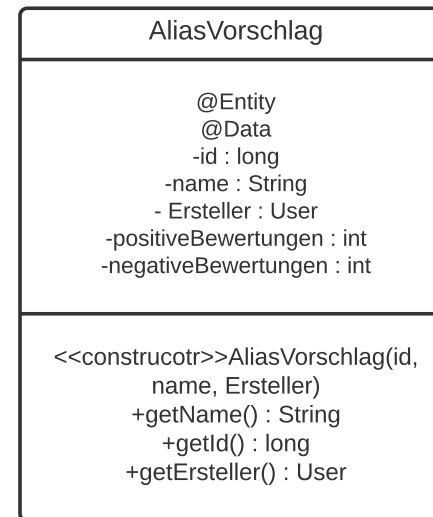 AliasVorschlag
@Entity
@Data
-id : long
-name : String
- Ersteller : User
-positiveBewertungen : int
-negativeBewertungen : int
<<construcotr>>AliasVorschlag(id,
name, Ersteller)
+getName() : String
+getId() : long
+getErsteller() : User